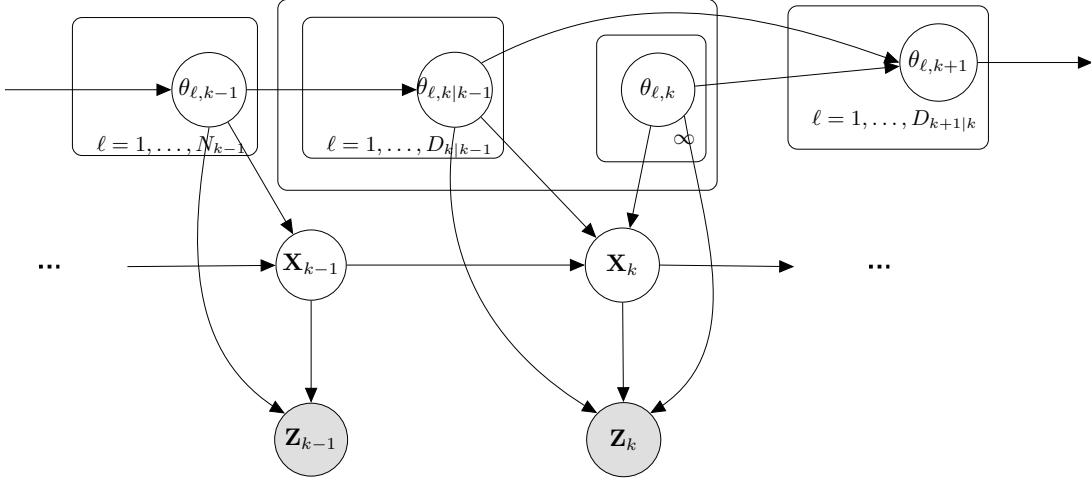 θ_{ℓ,k−1}
θ_{ℓ,k|k−1}
θ_{ℓ,k}
θ_{ℓ,k+1}
ℓ = 1, . . . , N_{k−1}
ℓ = 1, . . . , D_{k|k−1}
∞
ℓ = 1, . . . , D_{k+1|k}
...
X_{k−1}
X_k
...
Z_{k−1}
Z_k